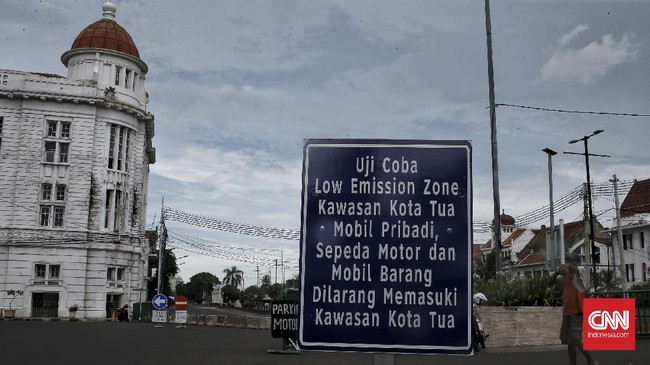 Uji Coba
Low Emission Zone
Kawasan Kota Tua
- Mobil Pribadi,
Sepeda Motor dan
Mobil Barang
Dilarang Memasuki
Kawasan Kota Tua
PARKI
MOTOR
CNN
Indonesia.com